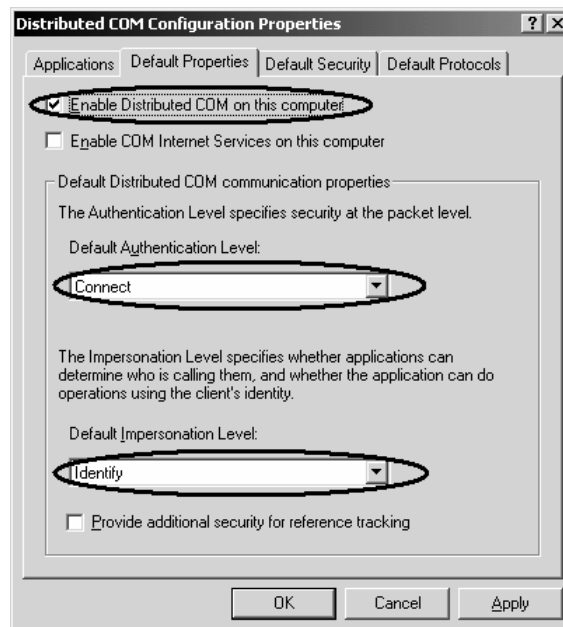 Distributed COM Configuration Properties
Applications
Default Properties
Default Security
Default Protocols
Enable Distributed COM on this computer
Enable COM Internet Services on this computer
Default Distributed COM communication properties
The Authentication Level specifies security at the packet level.
Default Authentication Level:
Connect
The Impersonation Level specifies whether applications can
determine who is calling them, and whether the application can do
operations using the client's identity.
Default Impersonation Level:
Identify
Provide additional security for reference tracking
OK
Cancel
Apply